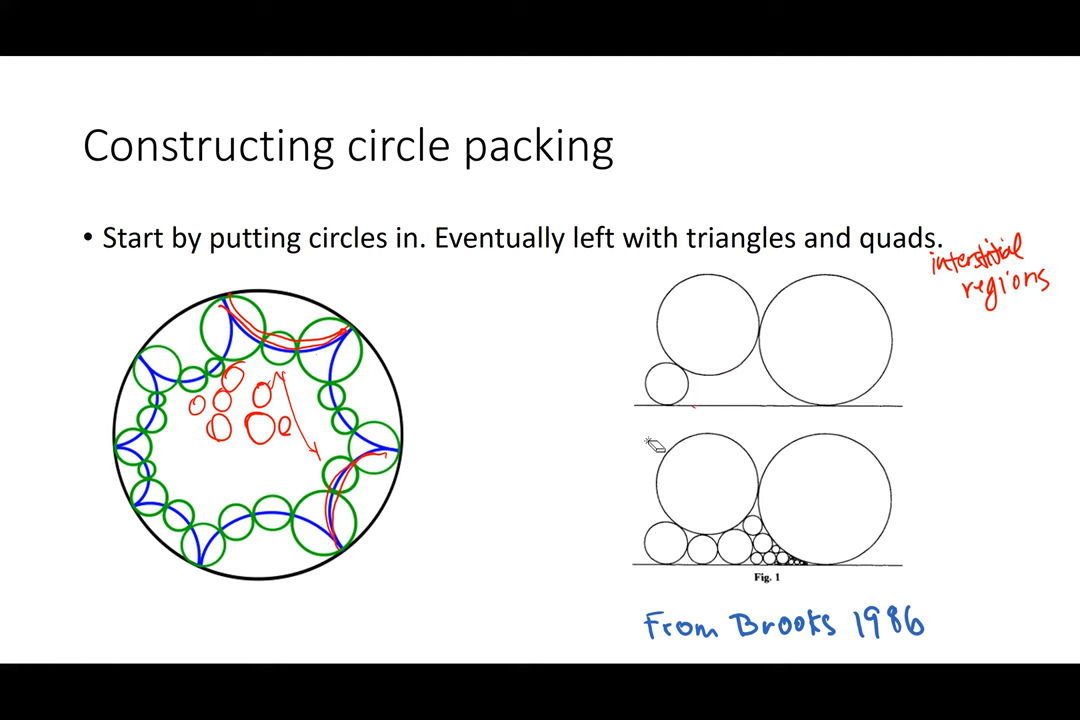 Constructing circle packing
• Start by putting circles in. Eventually left with triangles and quads.
interstitial
regions
Fig. 1
From Brooks 1986